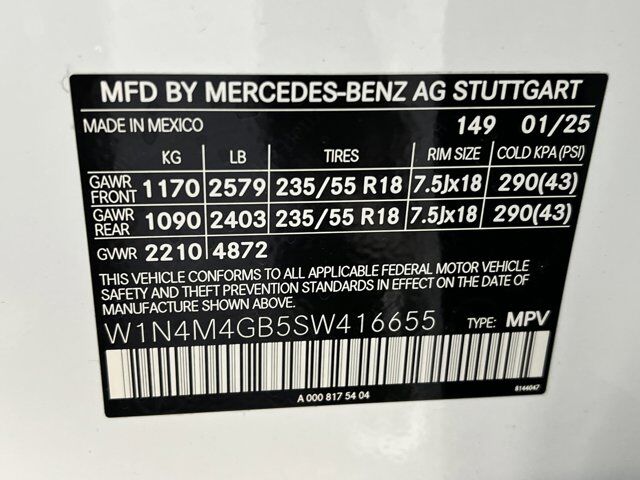 MFD BY MERCEDES-BENZ AG STUTTGART
MADE IN MEXICO 149 01/25
KG LB TIRES RIM SIZE COLD KPA(PSI)
GAWR FRONT 1170 2579 235/55 R18 7.5Jx18 290(43)
GAWR REAR 1090 2403 235/55 R18 7.5Jx18 290(43)
GVWR 2210 4872
THIS VEHICLE CONFORMS TO ALL APPLICABLE FEDERAL MOTOR VEHICLE
SAFETY AND THEFT PREVENTION STANDARDS IN EFFECT ON THE DATE OF
MANUFACTURE SHOWN ABOVE.
W1N4M4GB5SW416655 TYPE: MPV
A 000 817 54 04 8144047